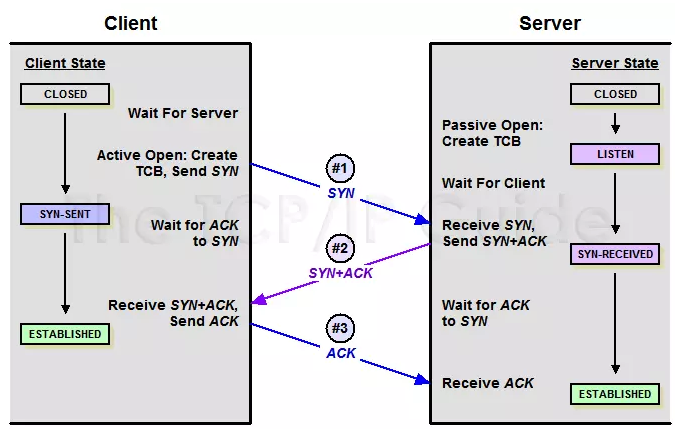 Client
Server
Client State
CLOSED
Wait For Server
Active Open: Create
TCB, Send SYN
SYN-SENT
Wait for ACK
to SYN
Receive SYN+ACK,
Send ACK
ESTABLISHED
#1
SYN
#2
SYN+ACK
#3
ACK
Server State
CLOSED
Passive Open:
Create TCB
LISTEN
Wait For Client
Receive SYN,
Send SYN+ACK
SYN-RECEIVED
Wait for ACK
to SYN
Receive ACK
ESTABLISHED
The TCP/IP Guide